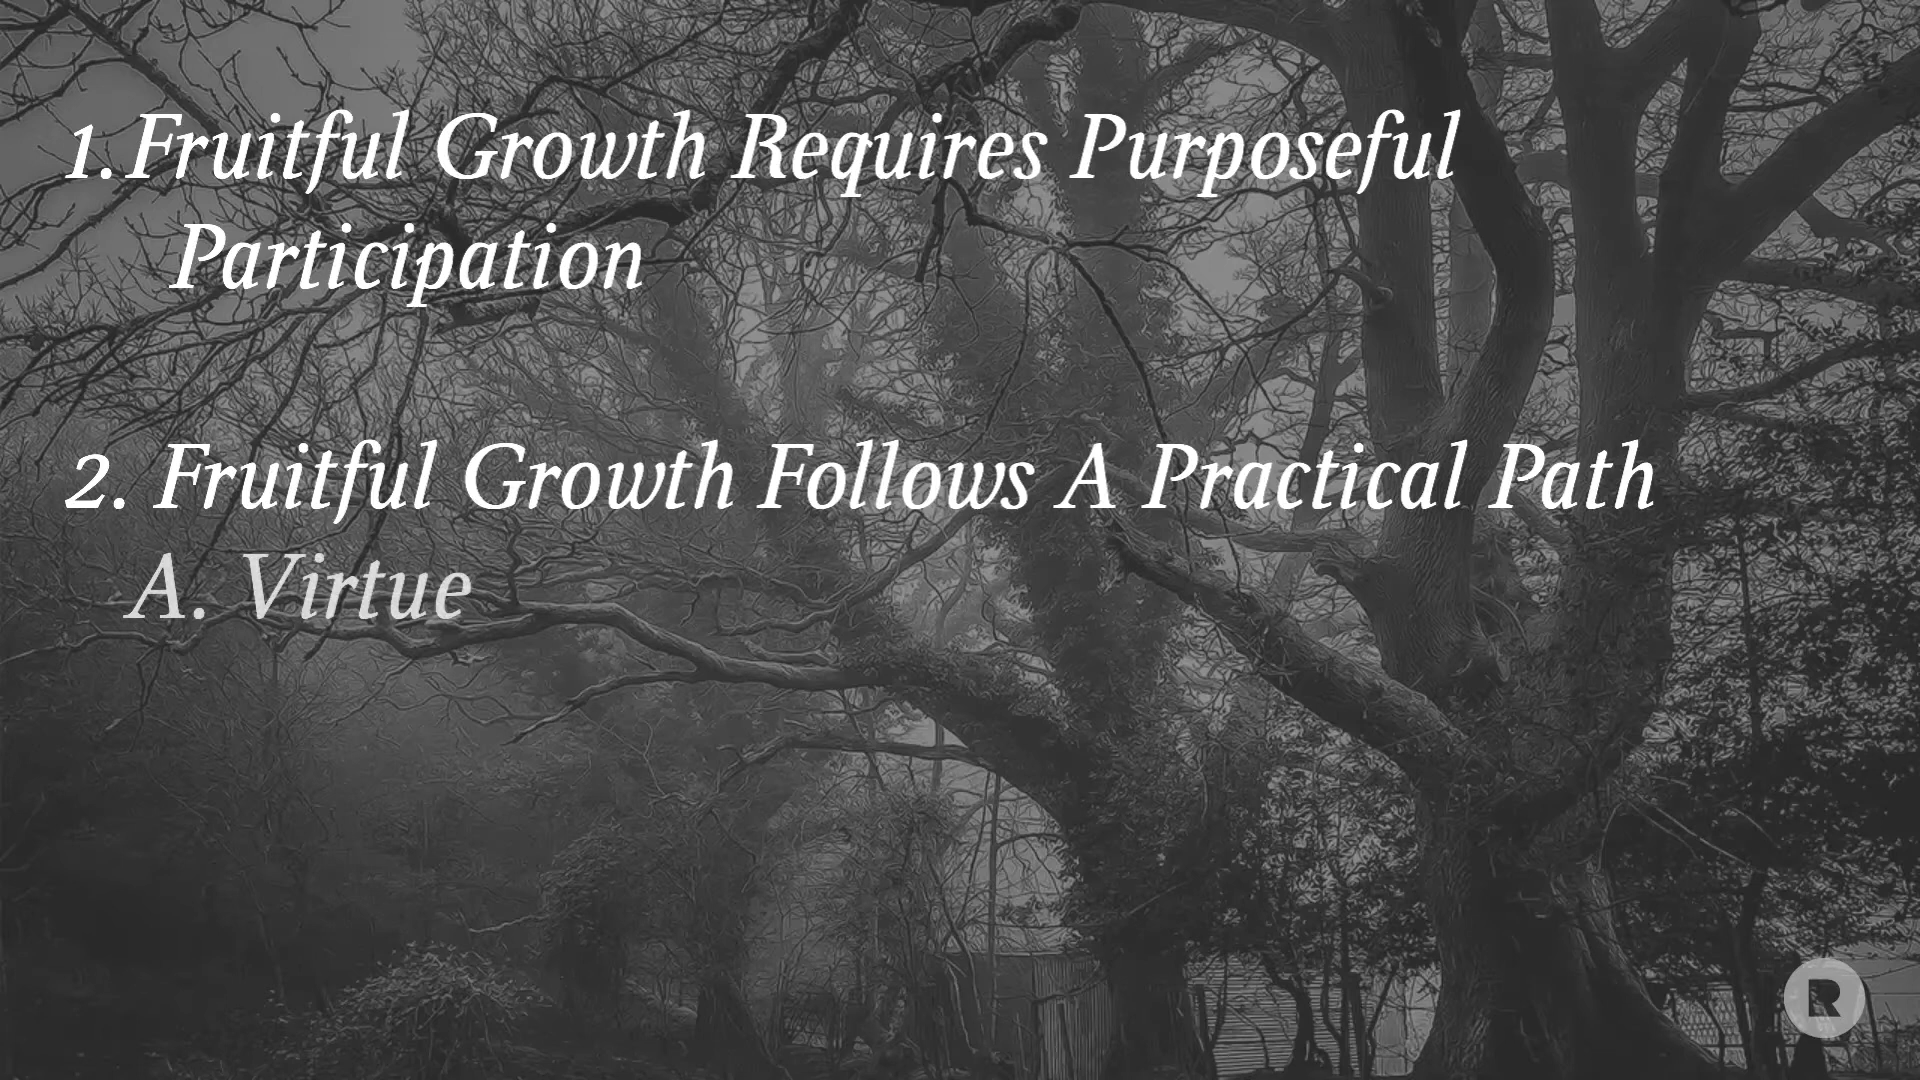 1. Fruitful Growth Requires Purposeful
Participation
2. Fruitful Growth Follows A Practical Path
A. Virtue
R